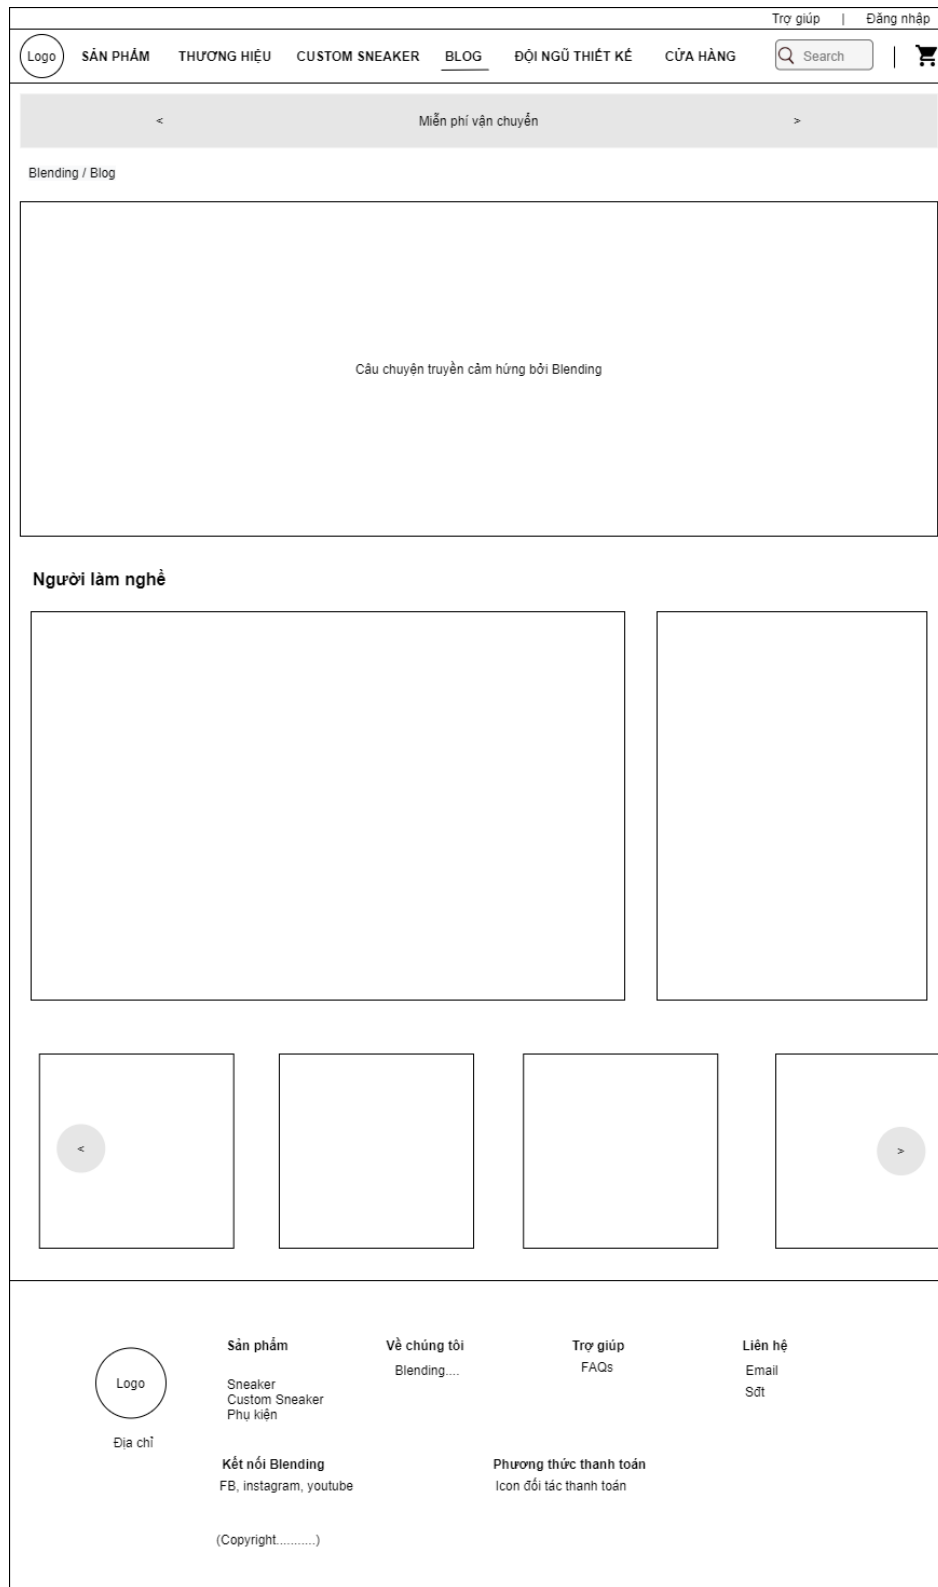 Trợ giúp | Đăng nhập
Logo SẢN PHẨM THƯƠNG HIỆU CUSTOM SNEAKER BLOG ĐỘI NGŨ THIẾT KẾ CỬA HÀNG Search |
< Miễn phí vận chuyển >
Blending / Blog
Câu chuyện truyền cảm hứng bởi Blending
Người làm nghề
< >
Logo
Địa chỉ
Sản phẩm
Sneaker
Custom Sneaker
Phụ kiện
Về chúng tôi
Blending....
Trợ giúp
FAQs
Liên hệ
Email
Sđt
Kết nối Blending
FB, instagram, youtube
Phương thức thanh toán
Icon đối tác thanh toán
(Copyright...........)